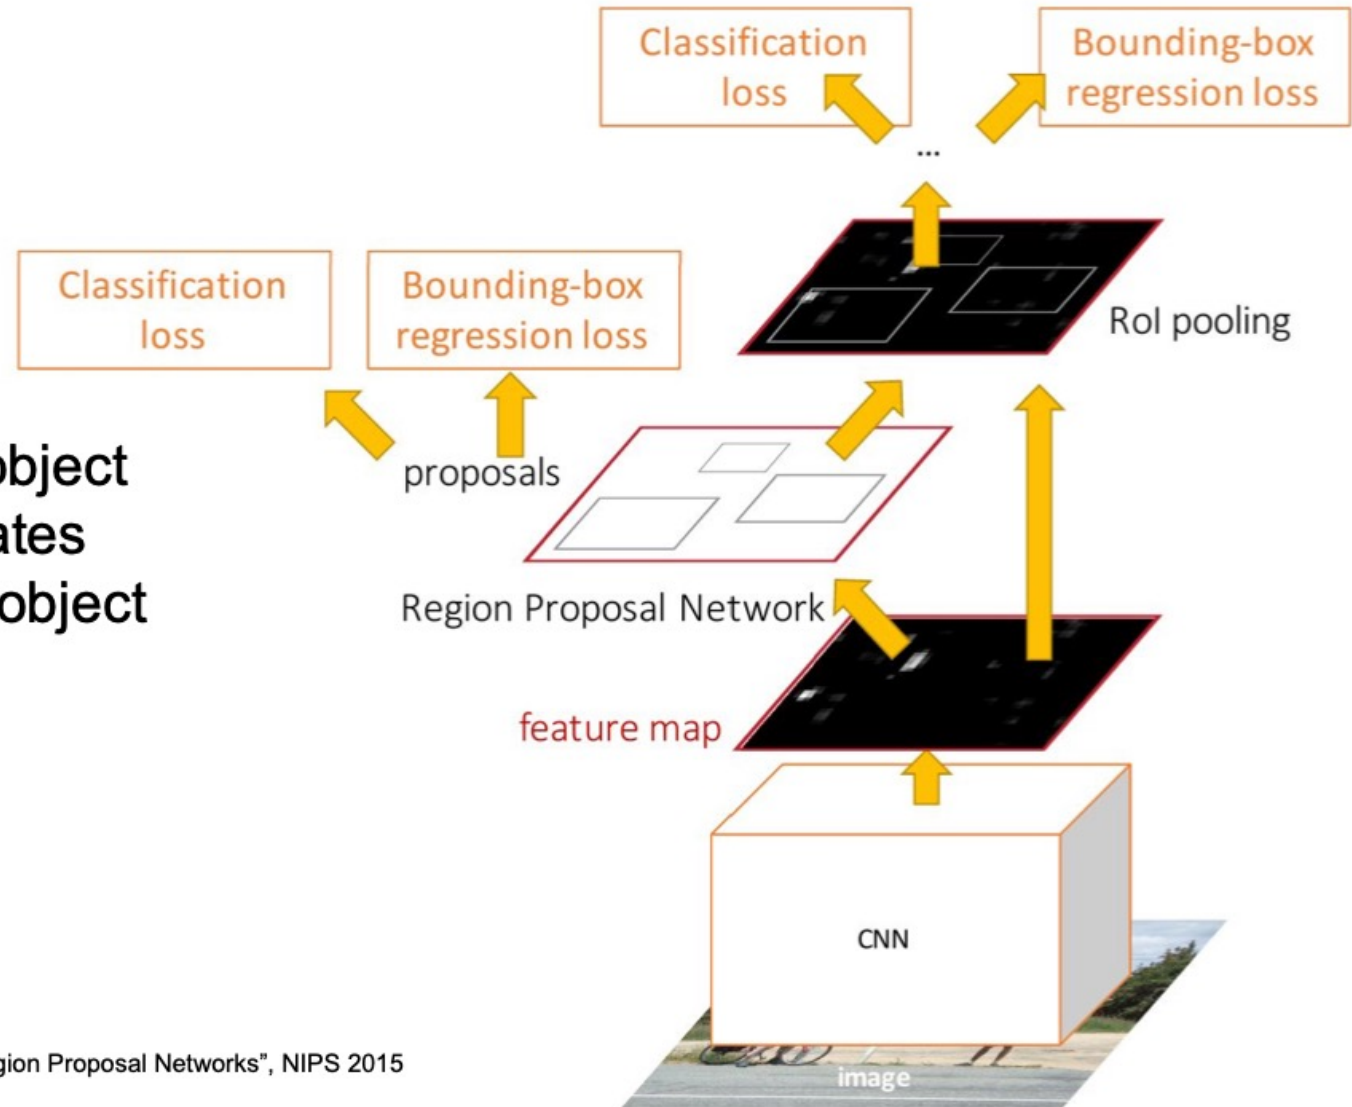 Classification
loss
Bounding-box
regression loss
...
RoI pooling
Classification
loss
Bounding-box
regression loss
object
proposals
ates
object
Region Proposal Network
feature map
CNN
gion Proposal Networks”, NIPS 2015
image